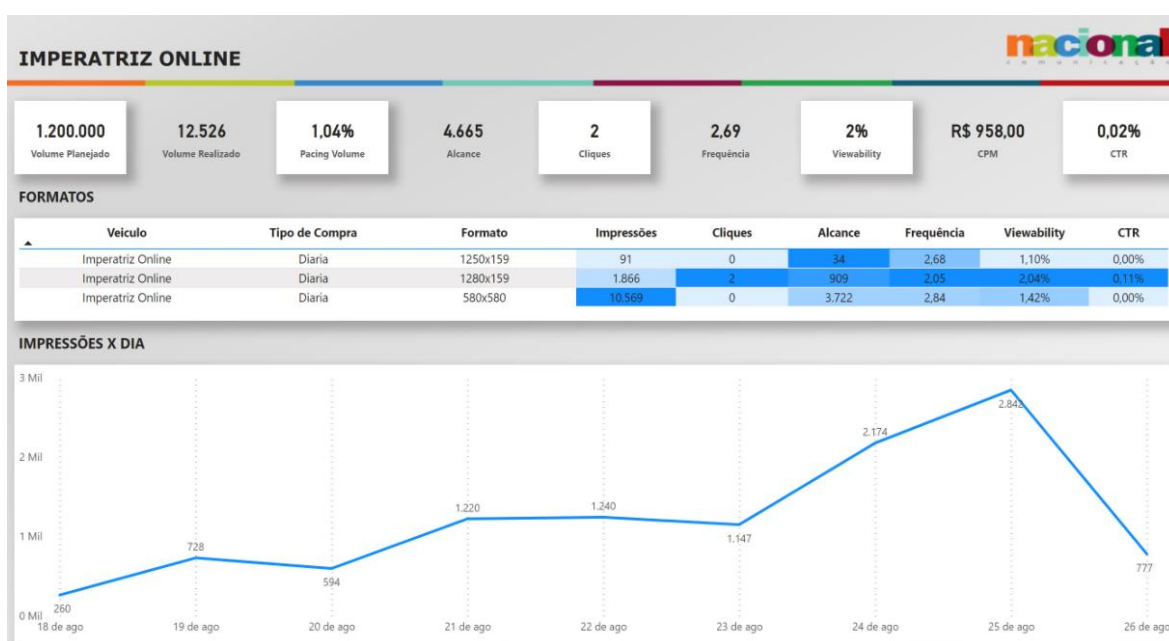 nacional
comunicação
IMPERATRIZ ONLINE
1.200.000 12.526 1,04% 4.665 2 2,69 2% R$ 958,00 0,02%
Volume Planejado Volume Realizado Pacing Volume Alcance Cliques Frequência Viewability CPM CTR
FORMATOS
Veiculo Tipo de Compra Formato Impressões Cliques Alcance Frequência Viewability CTR
Imperatriz Online Diaria 1250x159 91 0 34 2,68 1,10% 0,00%
Imperatriz Online Diaria 1280x159 1.866 2 909 2,05 2,04% 0,11%
Imperatriz Online Diaria 580x580 10.569 0 3.722 2,84 1,42% 0,00%
IMPRESSÕES X DIA
3 Mil
2.842
2.174
2 Mil
1.220 1.240
1.147
1 Mil
728
777
594
260
0 Mil
18 de ago 19 de ago 20 de ago 21 de ago 22 de ago 23 de ago 24 de ago 25 de ago 26 de ago